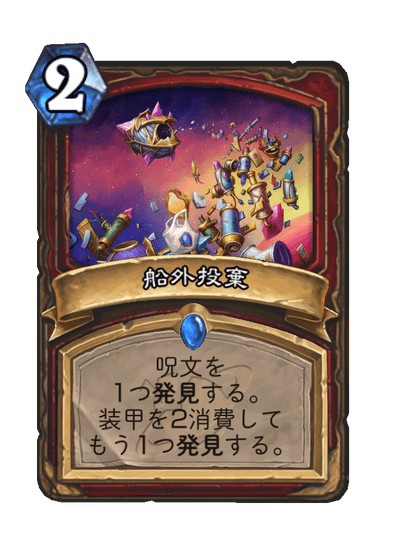 2
船外投棄
呪文を
1つ発見する。
装甲を2消費して
もう1つ発見する。